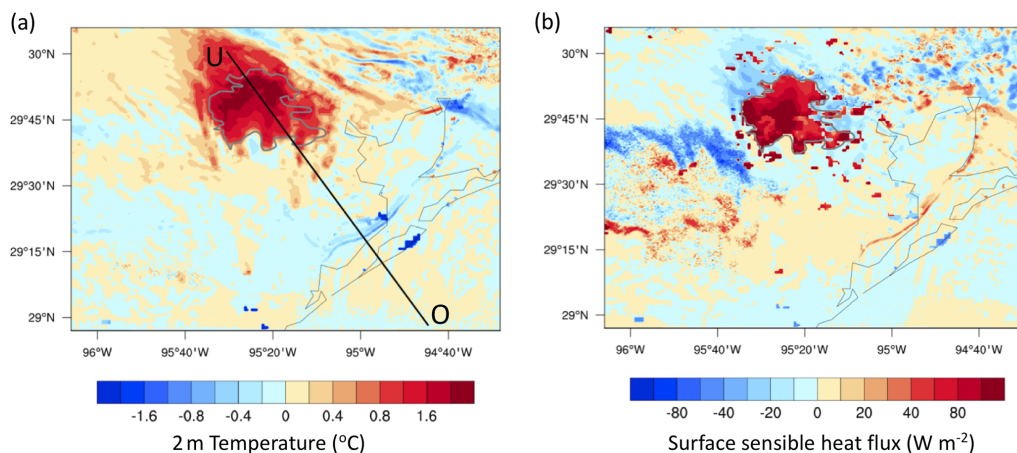 (a)
(b)
U
O
30°N
29°45'N
29°30'N
29°15'N
29°N
96°W
95°40'W
95°20'W
95°W
94°40'W
-1.6
-0.8
-0.4
0
0.4
0.8
1.6
2 m Temperature (°C)
30°N
29°45'N
29°30'N
29°15'N
29°N
96°W
95°40'W
95°20'W
95°W
94°40'W
-80
-40
-20
0
20
40
80
Surface sensible heat flux (W m⁻²)